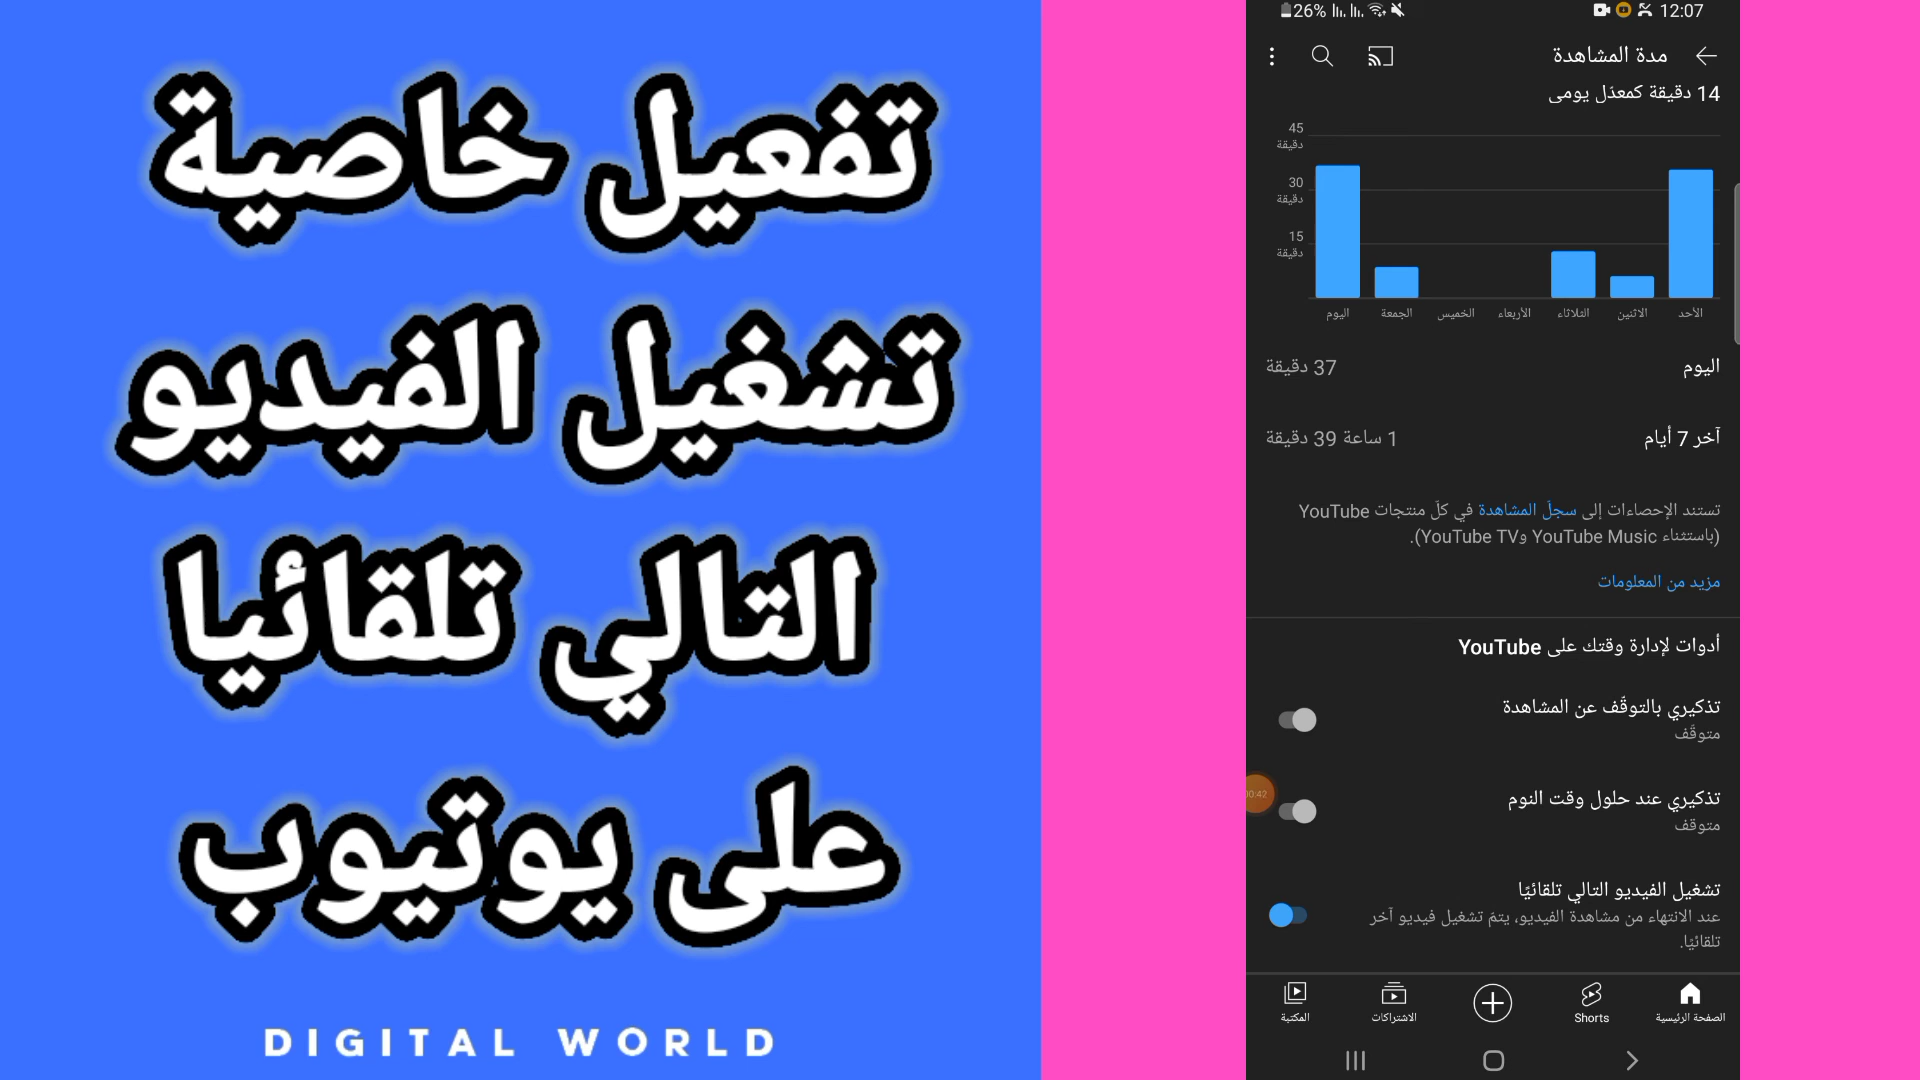 تفعيل خاصية
تشغيل الفيديو
التالي تلقائيا
على يوتيوب
DIGITAL WORLD
26% 12:07
مدة المشاهدة
14 دقيقة كمعدّل يومي
45
دقيقة
30
دقيقة
15
دقيقة
الأحد الاثنين الثلاثاء الأربعاء الخميس الجمعة اليوم
اليوم 37 دقيقة
آخر 7 أيام 1 ساعة 39 دقيقة
تستند الإحصاءات إلى سجلّ المشاهدة في كلّ منتجات YouTube
(باستثناء YouTube Music وYouTube TV).
مزيد من المعلومات
أدوات لإدارة وقتك على YouTube
تذكيري بالتوقّف عن المشاهدة
متوقّف
تذكيري عند حلول وقت النوم
متوقف
00:42
تشغيل الفيديو التالي تلقائيًا
عند الانتهاء من مشاهدة الفيديو، يتمّ تشغيل فيديو آخر
تلقائيًا.
الصفحة الرئيسية Shorts الاشتراكات المكتبة